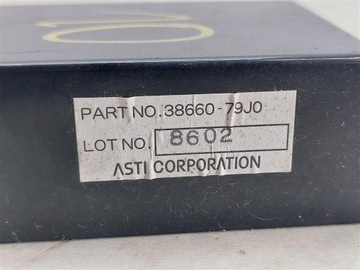 PART NO. 38660-79J0
LOT NO. 8602
ASTI CORPORATION